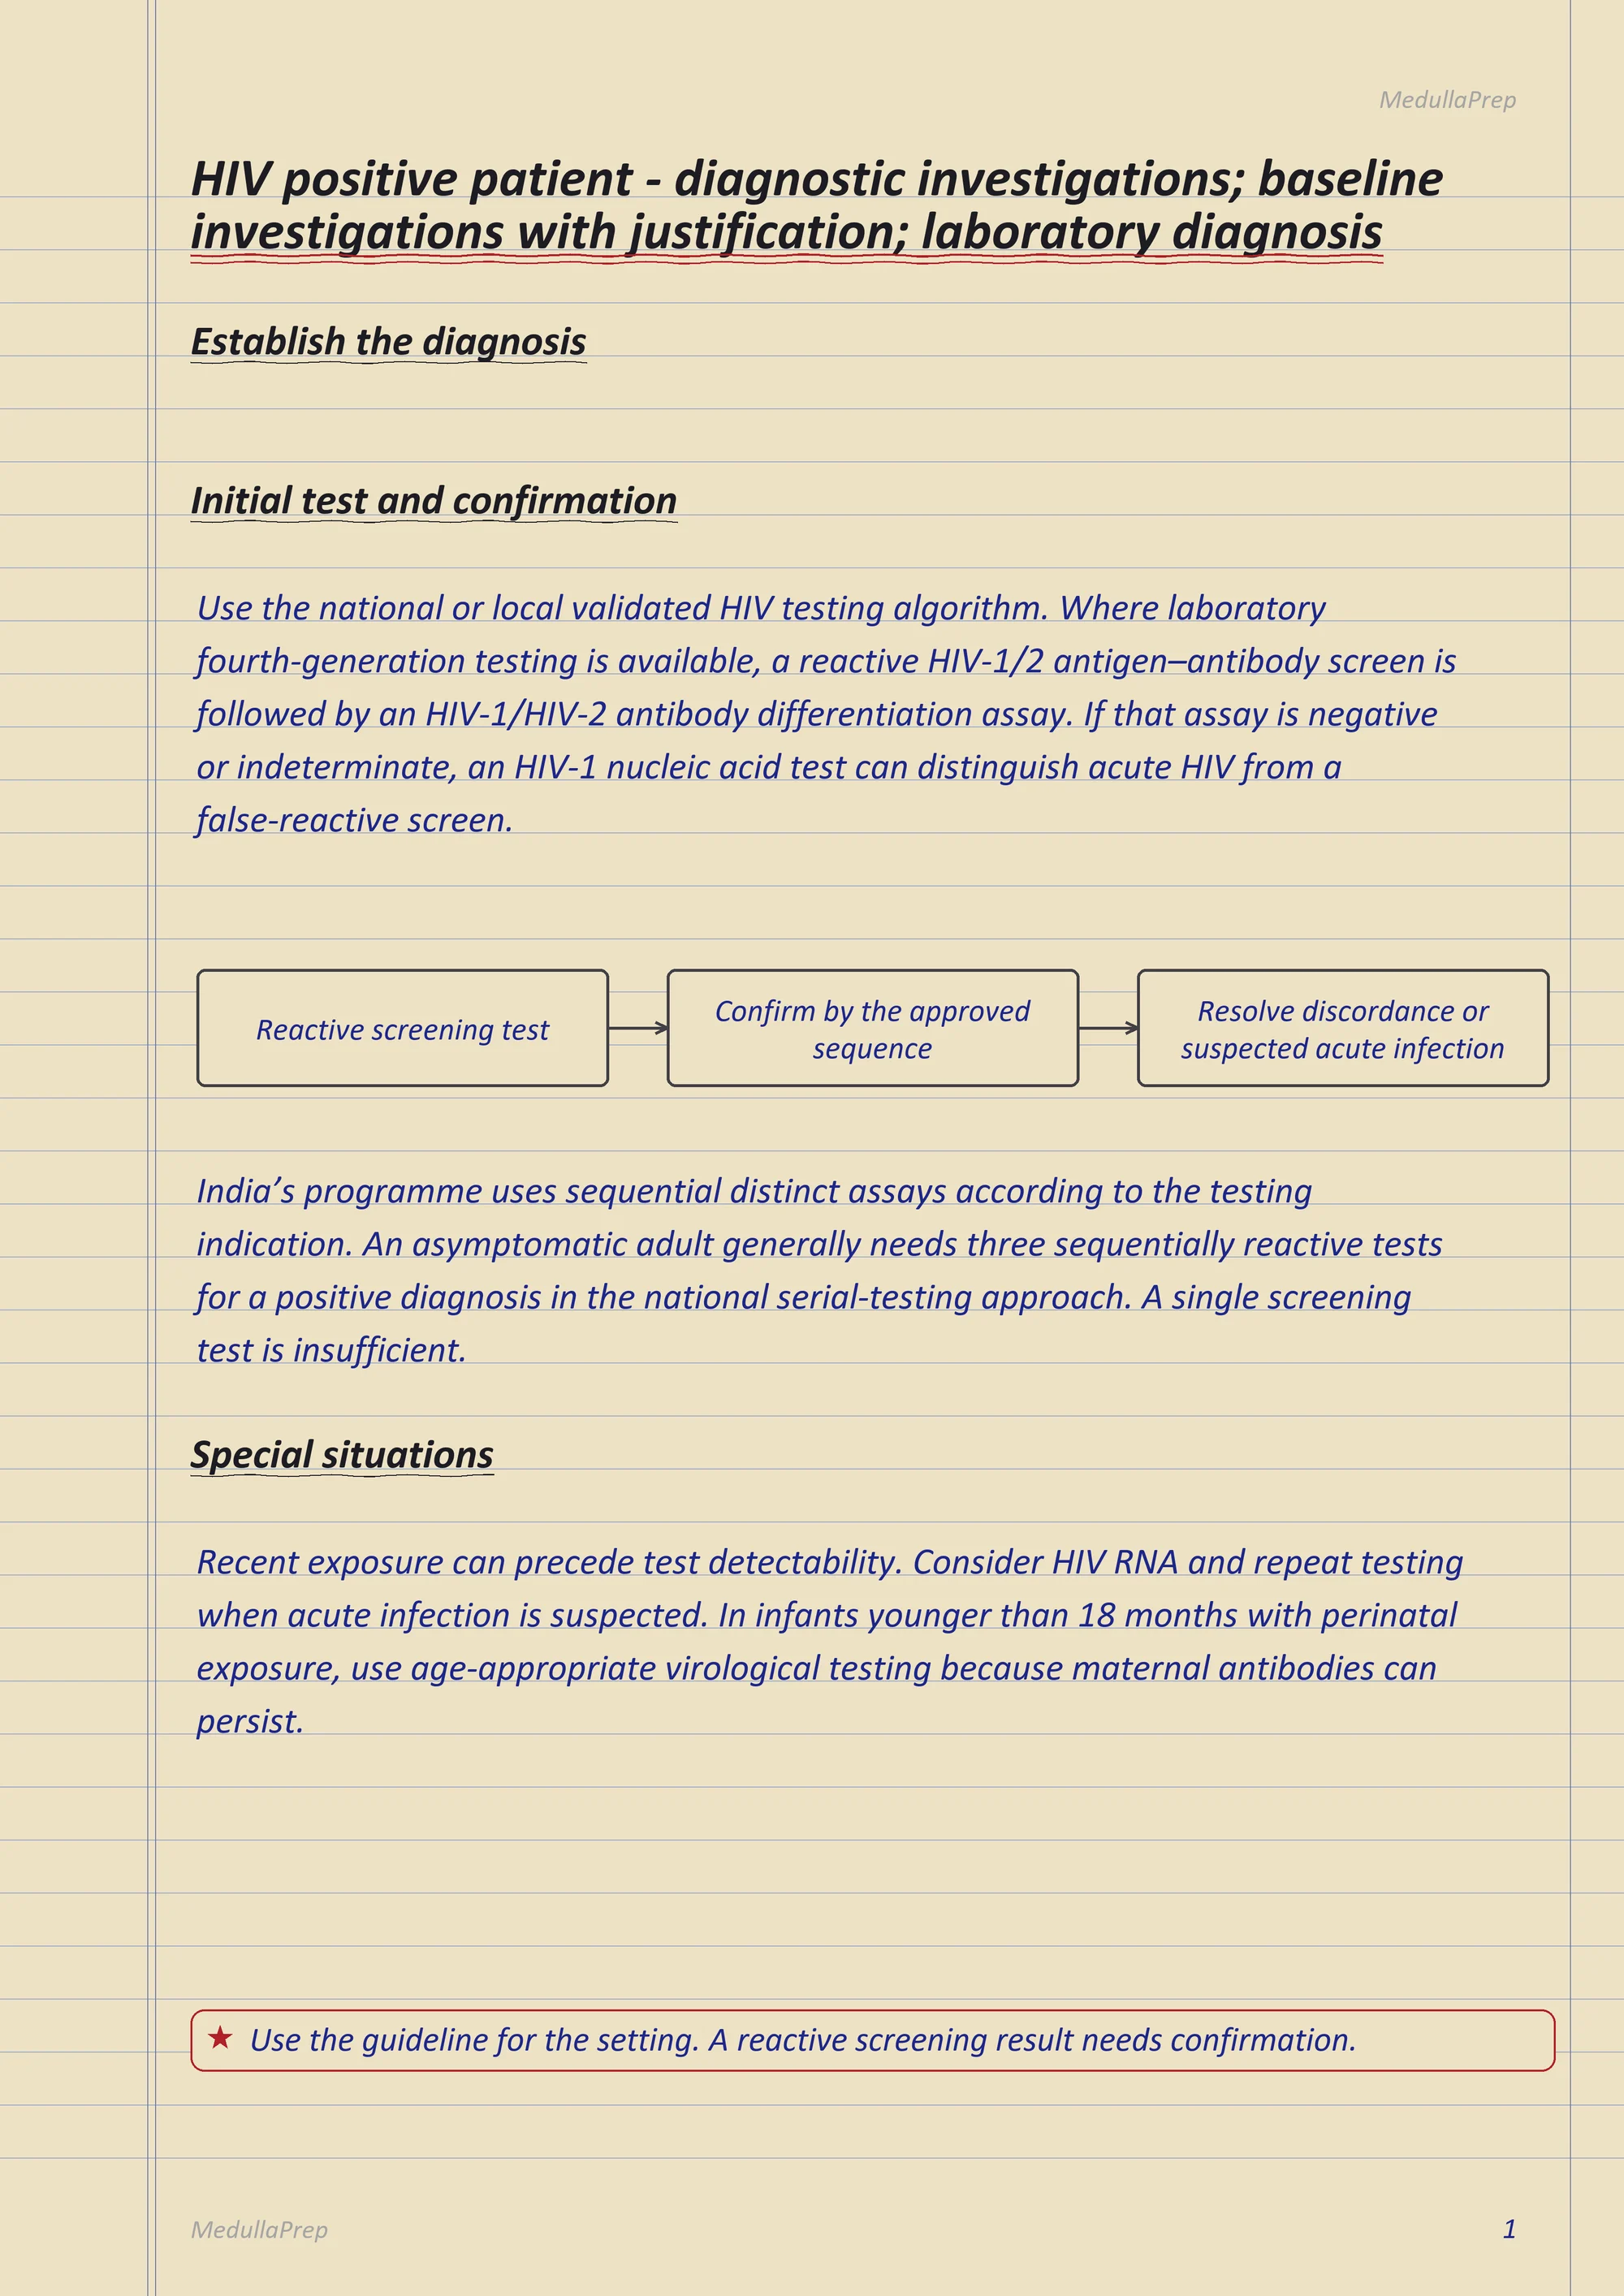 MedullaPrep
HIV positive patient - diagnostic investigations; baseline
investigations with justification; laboratory diagnosis
Establish the diagnosis
Initial test and confirmation
Use the national or local validated HIV testing algorithm. Where laboratory
fourth-generation testing is available, a reactive HIV-1/2 antigen–antibody screen is
followed by an HIV-1/HIV-2 antibody differentiation assay. If that assay is negative
or indeterminate, an HIV-1 nucleic acid test can distinguish acute HIV from a
false-reactive screen.
Reactive screening test
Confirm by the approved
sequence
Resolve discordance or
suspected acute infection
India’s programme uses sequential distinct assays according to the testing
indication. An asymptomatic adult generally needs three sequentially reactive tests
for a positive diagnosis in the national serial-testing approach. A single screening
test is insufficient.
Special situations
Recent exposure can precede test detectability. Consider HIV RNA and repeat testing
when acute infection is suspected. In infants younger than 18 months with perinatal
exposure, use age-appropriate virological testing because maternal antibodies can
persist.
★ Use the guideline for the setting. A reactive screening result needs confirmation.
MedullaPrep
1